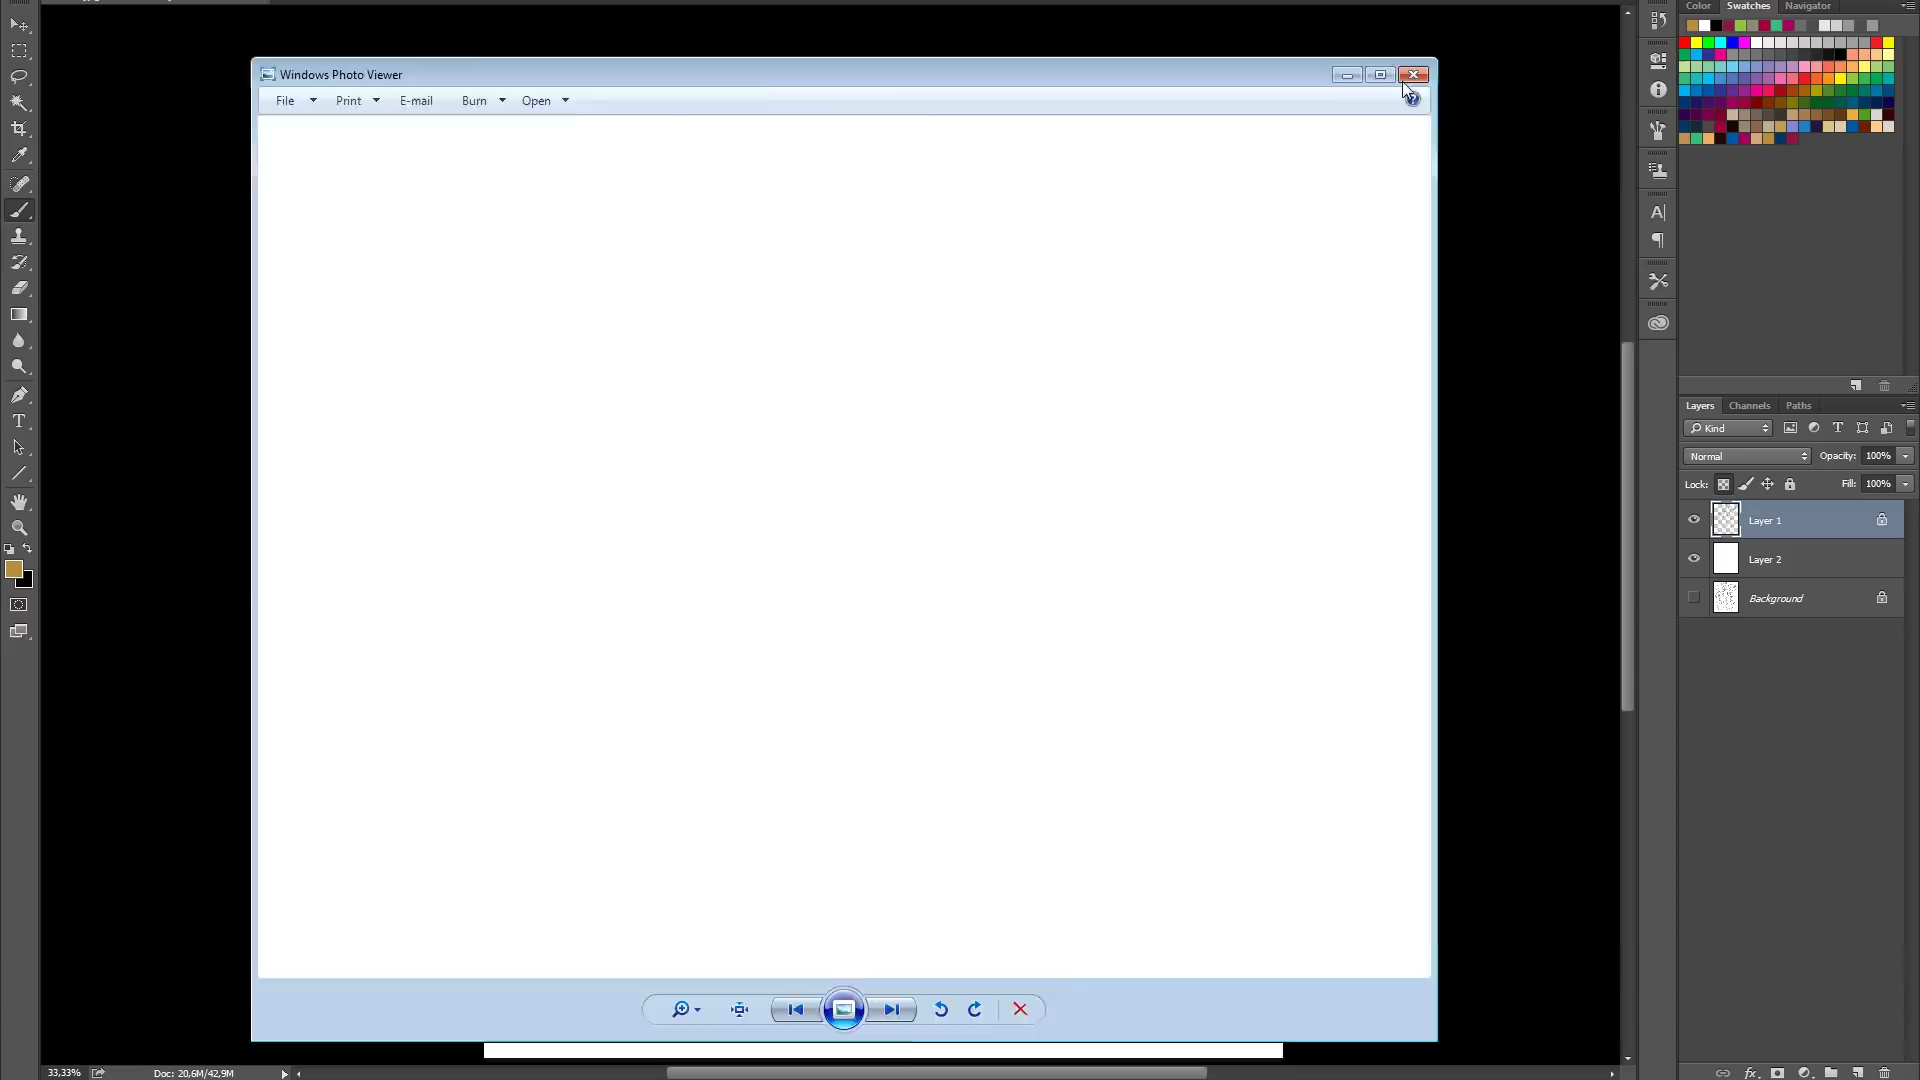 Color Swatches Navigator
Windows Photo Viewer
File Print E-mail Burn Open
Layers Channels Paths
Kind
Normal Opacity: 100%
Lock: Fill: 100%
Layer 1
Layer 2
Background
33,33% Doc: 20,6M/42,9M